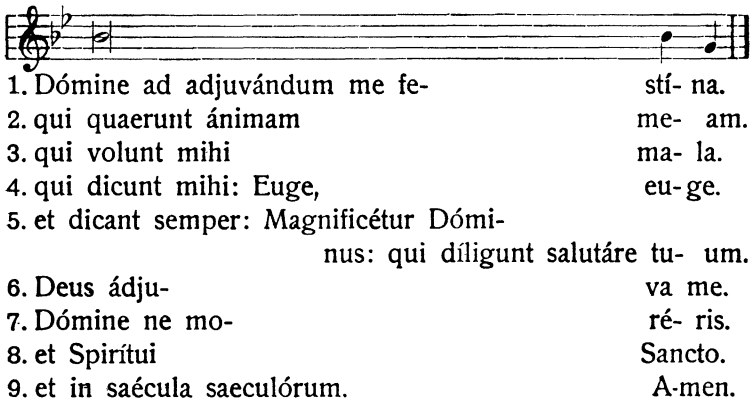 1. Dómine ad adjuvándum me fe- stí- na.
2. qui quaerunt ánimam me- am.
3. qui volunt mihi ma- la.
4. qui dicunt mihi: Euge, eu- ge.
5. et dicant semper: Magnificétur Dómi-
nus: qui díligunt salutáre tu- um.
6. Deus ádju- va me.
7. Dómine ne mo- ré- ris.
8. et Spirítui Sancto.
9. et in saécula saeculórum. A-men.